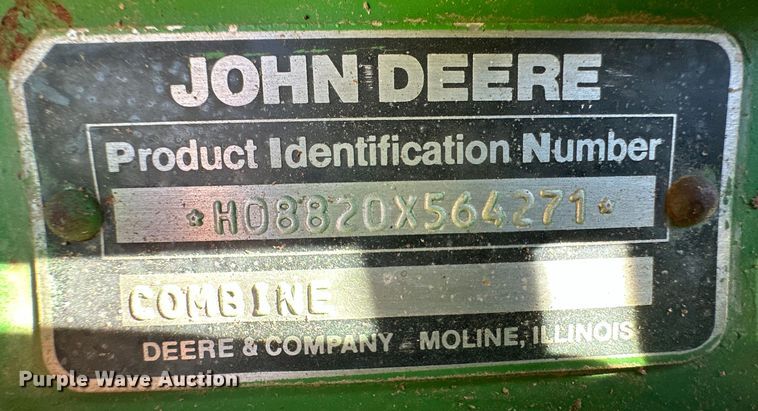 JOHN DEERE
Product Identification Number
*H08820X564271*
COMBINE
DEERE & COMPANY - MOLINE, ILLINOIS
Purple Wave Auction